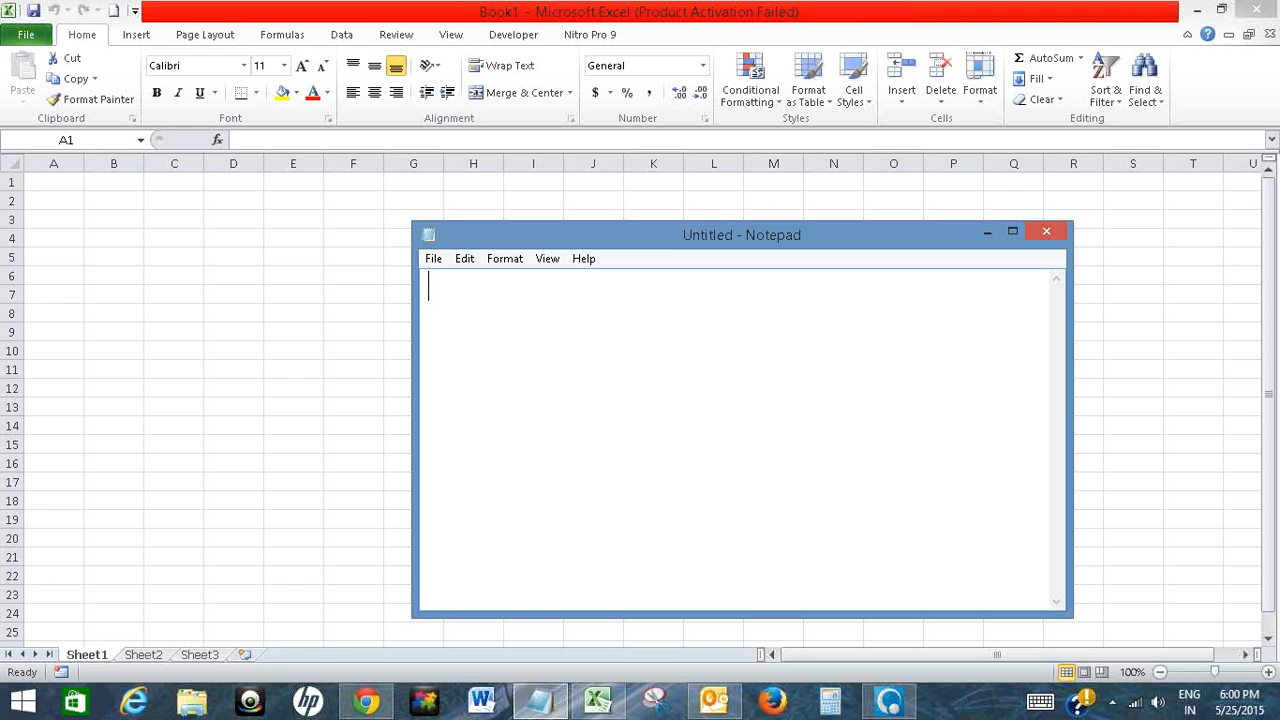 Book1 - Microsoft Excel (Product Activation Failed)
File Home Insert Page Layout Formulas Data Review View Developer Nitro Pro 9
Paste Cut Copy Format Painter
Calibri 11 B I U
Wrap Text Merge & Center
General $ % ,
Conditional Formatting Format as Table Cell Styles
Insert Delete Format
AutoSum Fill Clear Sort & Filter Find & Select
Clipboard Font Alignment Number Styles Cells Editing
A1 fx
A B C D E F G H I J K L M N O P Q R S T U
1
2
3
Untitled - Notepad
4
File Edit Format View Help
5
6
7
8
9
10
11
12
13
14
15
16
17
18
19
20
21
22
23
24
25
Sheet1 Sheet2 Sheet3
Ready 100%
ENG 6:00 PM
IN 5/25/2015